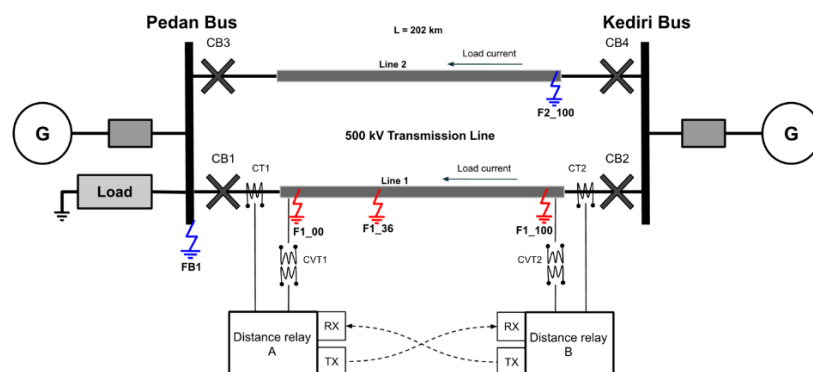 Pedan Bus
Kediri Bus
CB3
L = 202 km
CB4
Load current
Line 2
F2_100
G
500 kV Transmission Line
G
CB1
CT1
Load current
CT2
CB2
Load
Line 1
F1_00
F1_36
F1_100
FB1
CVT1
CVT2
Distance relay
A
RX
TX
RX
TX
Distance relay
B